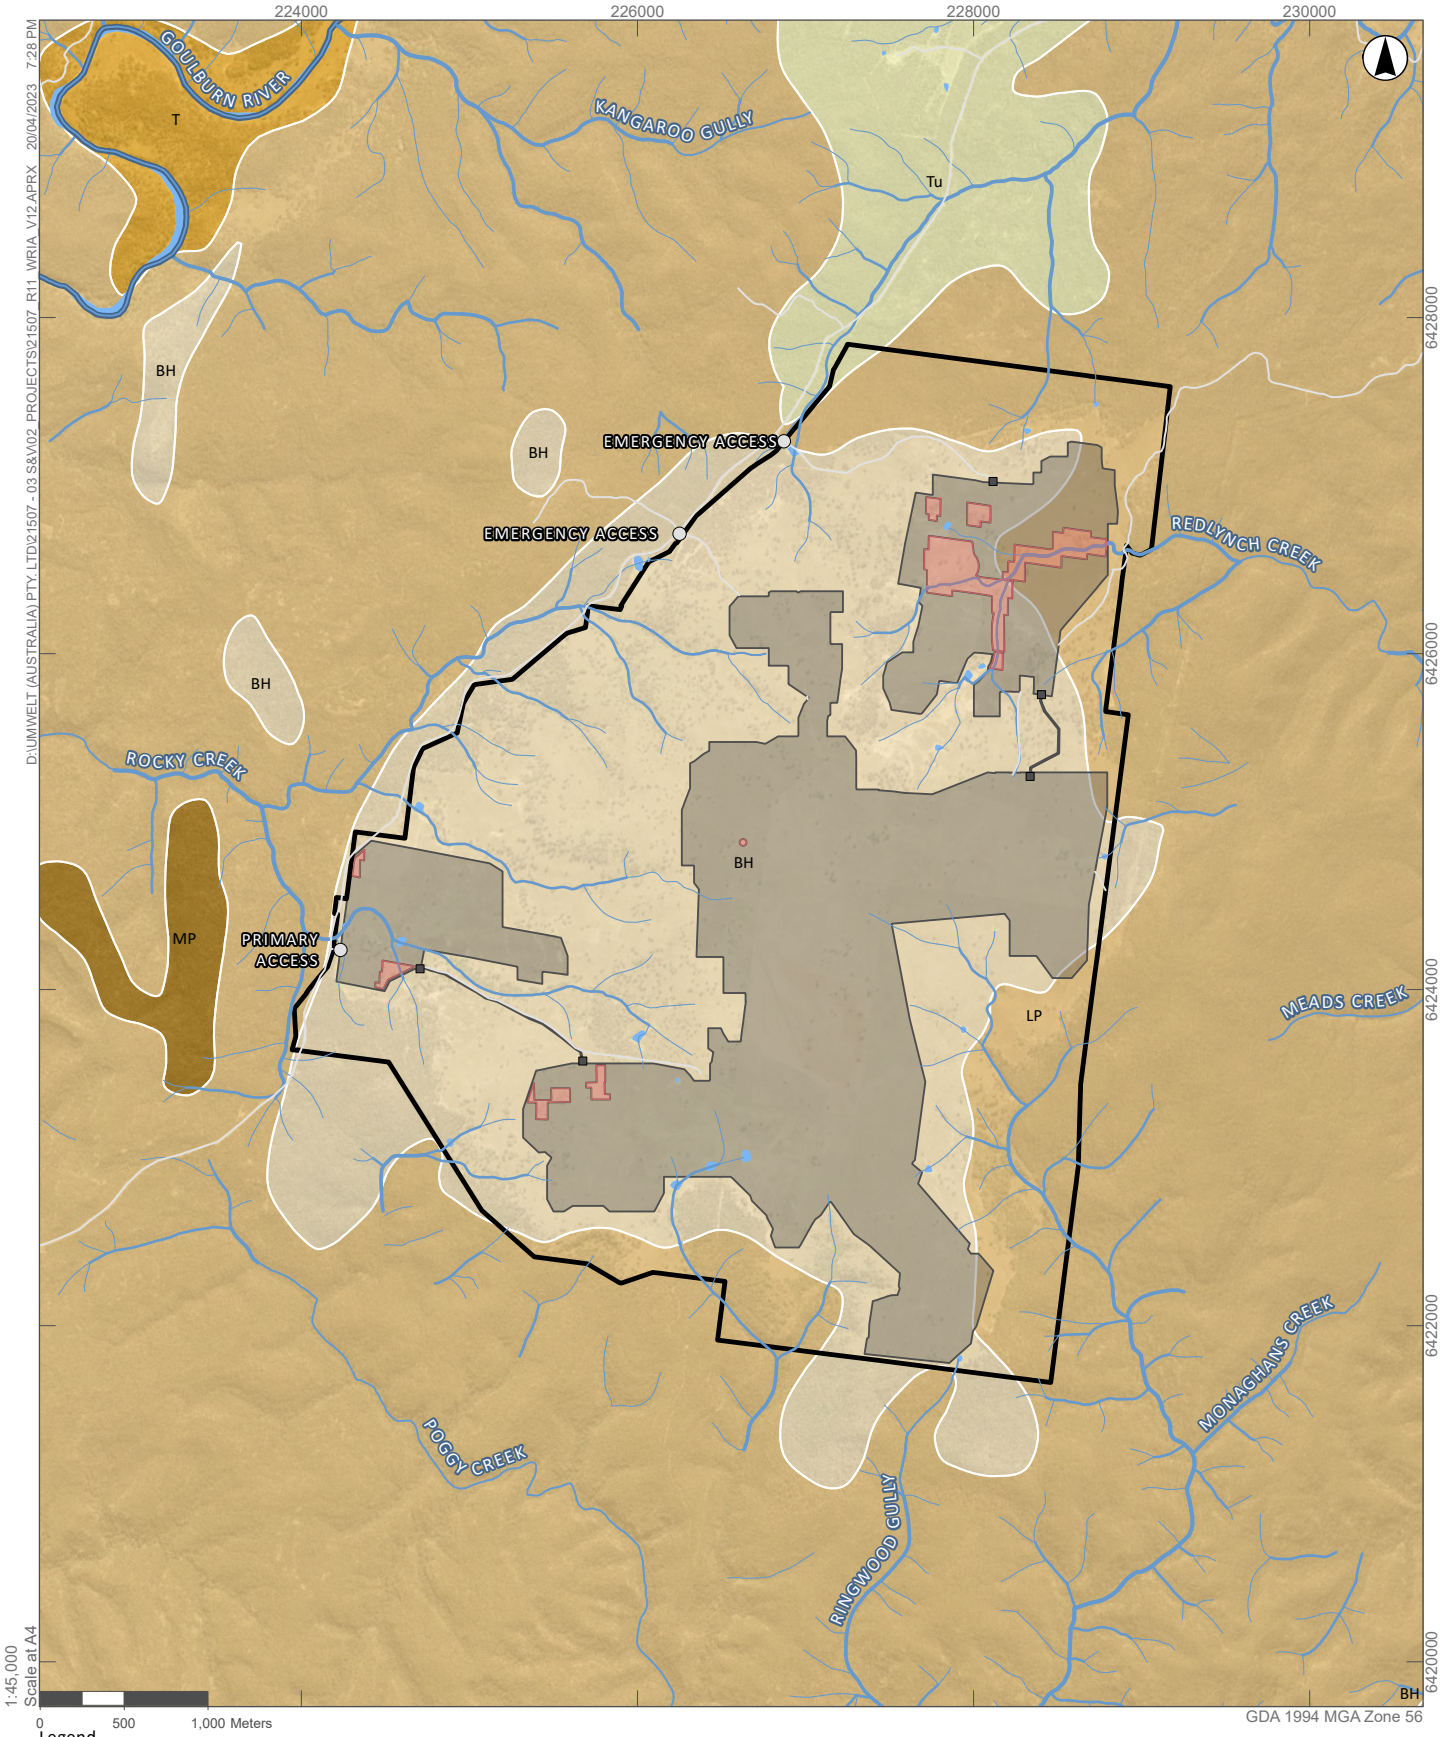 224000
226000
228000
230000
D:\UMWELT (AUSTRALIA) PTY. LTD\21507 - 03 S&V\02_PROJECTS\21507_R11_WRIA_V12.APRX 20/04/2023 7:28 PM
GOULBURN RIVER
T
KANGAROO GULLY
Tu
6428000
BH
BH
EMERGENCY ACCESS
EMERGENCY ACCESS
REDLYNCH CREEK
6426000
BH
ROCKY CREEK
BH
MP
PRIMARY
ACCESS
6424000
MEADS CREEK
LP
6422000
MONAGHANS CREEK
POGGY CREEK
RINGWOOD GULLY
6420000
BH
1:45,000
Scale at A4
0 500 1,000 Meters
GDA 1994 MGA Zone 56
Legend